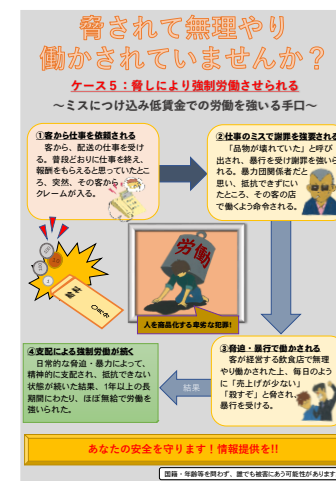 脅されて無理やり
働かされていませんか？
ケース５：脅しにより強制労働させられる
～ミスにつけ込み低賃金での労働を強いる手口～
①客から仕事を依頼される
客から、配送の仕事を受け
る。普段どおりに仕事を終え、
報酬をもらえると思っていたとこ
ろ、突然、その客から
クレームが入る。
②仕事のミスで謝罪を強要される
「品物が壊れていた」と呼び
出され、暴行を受け謝罪を強いら
れる。暴力団関係者だと
思い、抵抗できずにい
たところ、その客の店
で働くよう命令される。
労働
人を商品化する卑劣な犯罪！
③脅迫・暴行で働かされる
客が経営する飲食店で無理
やり働かされた上、毎日のよう
に「売上げが少ない」
「殺すぞ」と脅され、
暴行を受ける。
④支配による強制労働が続く
日常的な脅迫・暴力によって、
精神的に支配され、抵抗できない
状態が続いた結果、1年以上の長
期間にわたり、ほぼ無給で労働を
強いられた。
結果
あなたの安全を守ります！情報提供を!!
国籍・年齢等を問わず、誰でも被害にあう可能性があります